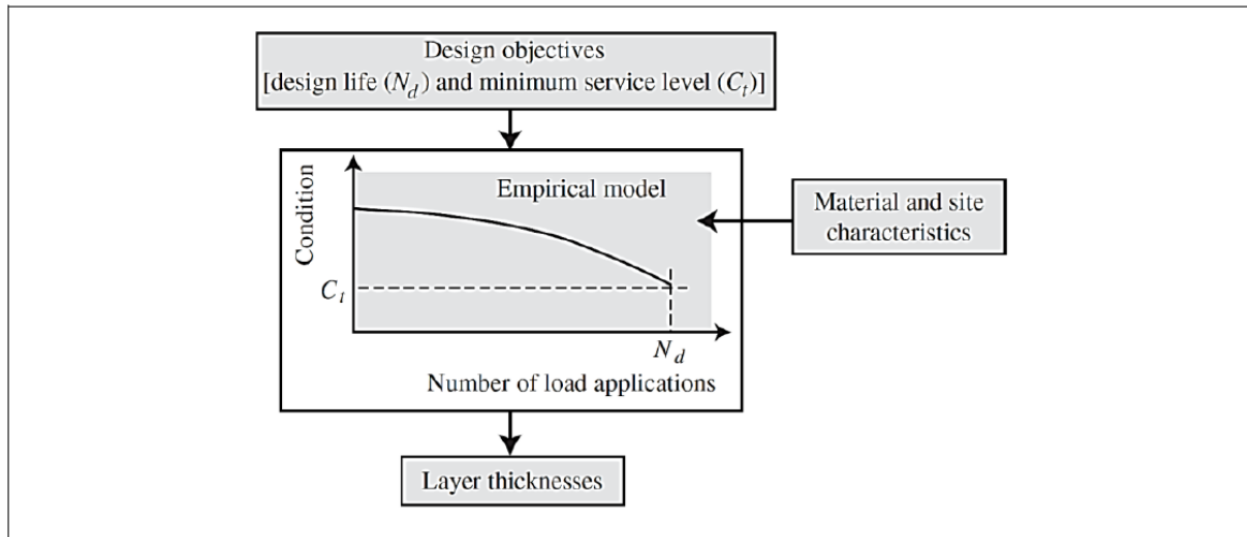 Design objectives
[design life (N_d) and minimum service level (C_t)]
Condition
Empirical model
Material and site
characteristics
C_t
N_d
Number of load applications
Layer thicknesses